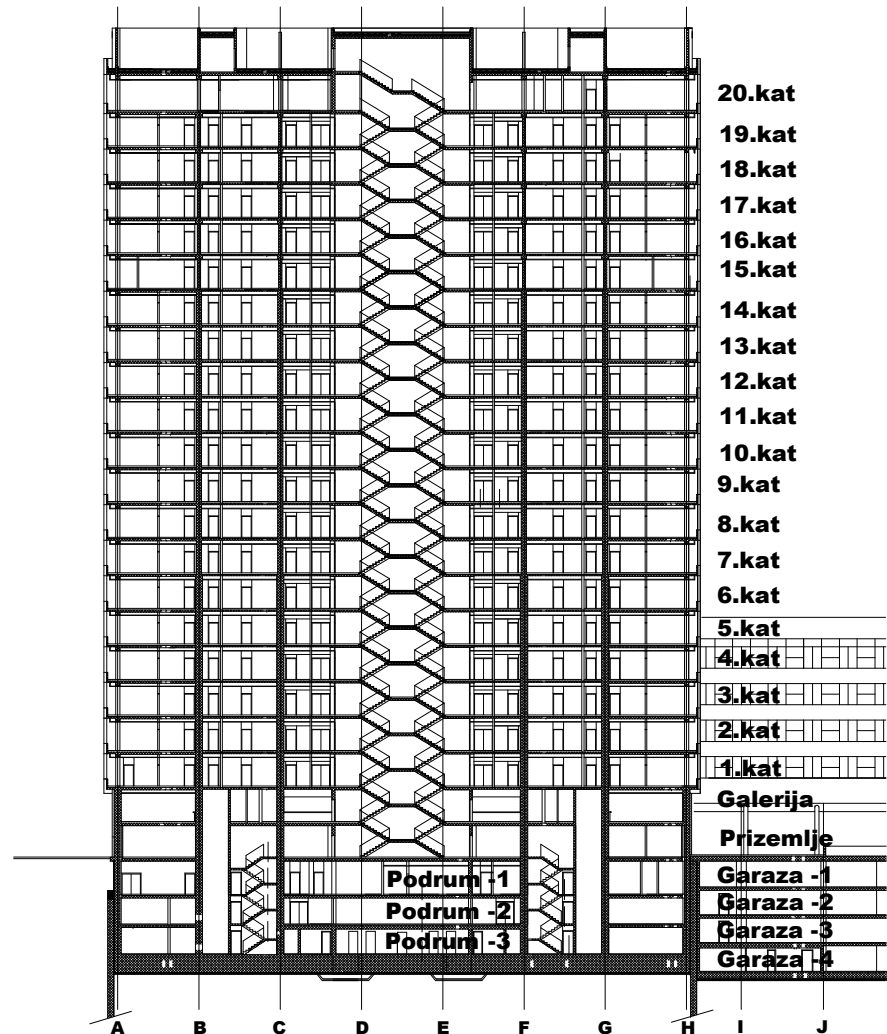 20.kat
19.kat
18.kat
17.kat
16.kat
15.kat
14.kat
13.kat
12.kat
11.kat
10.kat
9.kat
8.kat
7.kat
6.kat
5.kat
4.kat
3.kat
2.kat
1.kat
Galerija
Prizemlje
Podrum -1 Garaza -1
Podrum -2 Garaza -2
Podrum -3 Garaza -3
Garaza -4
A B C D E F G H I J